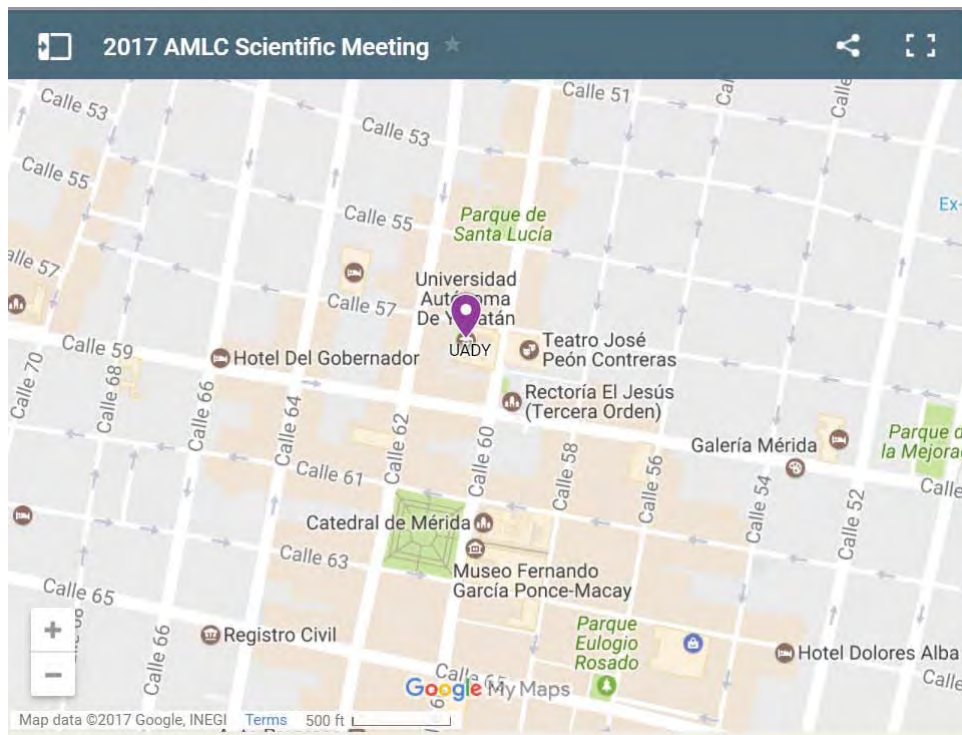 2017 AMLC Scientific Meeting
Calle 53
Calle 51
Calle 53
Calle 55
Calle 55
Parque de
Santa Lucía
Ex-
Calle 57
Universidad
Autónoma
De Yucatán
UADY
Teatro José
Peón Contreras
Calle 59
Hotel Del Gobernador
Rectoría El Jesús
(Tercera Orden)
Calle 70
Calle 68
Calle 66
Calle 64
Calle 62
Calle 60
Calle 58
Calle 56
Galería Mérida
Parque d
la Mejora
Calle 61
Calle 54
Calle 52
Calle
Catedral de Mérida
Calle 63
Museo Fernando
García Ponce-Macay
Calle 65
Registro Civil
Calle 66
Parque
Eulogio
Rosado
Hotel Dolores Alba
Calle 65
Calle
+
−
Google My Maps
Map data ©2017 Google, INEGI Terms 500 ft